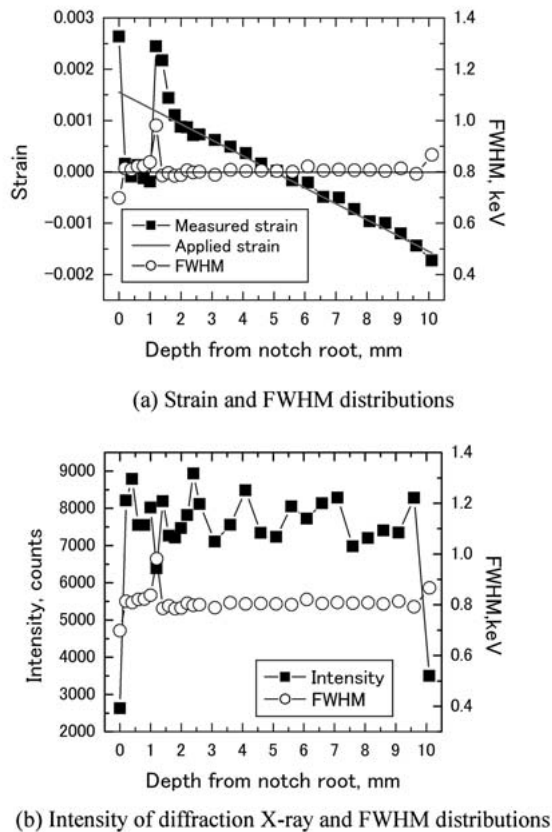 0.003
0.002
0.001
0.000
-0.001
-0.002
Strain
1.4
1.2
1.0
0.8
0.6
0.4
FWHM, keV
Measured strain
Applied strain
FWHM
0 1 2 3 4 5 6 7 8 9 10
Depth from notch root, mm
(a) Strain and FWHM distributions
9000
8000
7000
6000
5000
4000
3000
2000
Intensity, counts
1.4
1.2
1.0
0.8
0.6
0.4
FWHM,keV
Intensity
FWHM
0 1 2 3 4 5 6 7 8 9 10
Depth from notch root, mm
(b) Intensity of diffraction X-ray and FWHM distributions